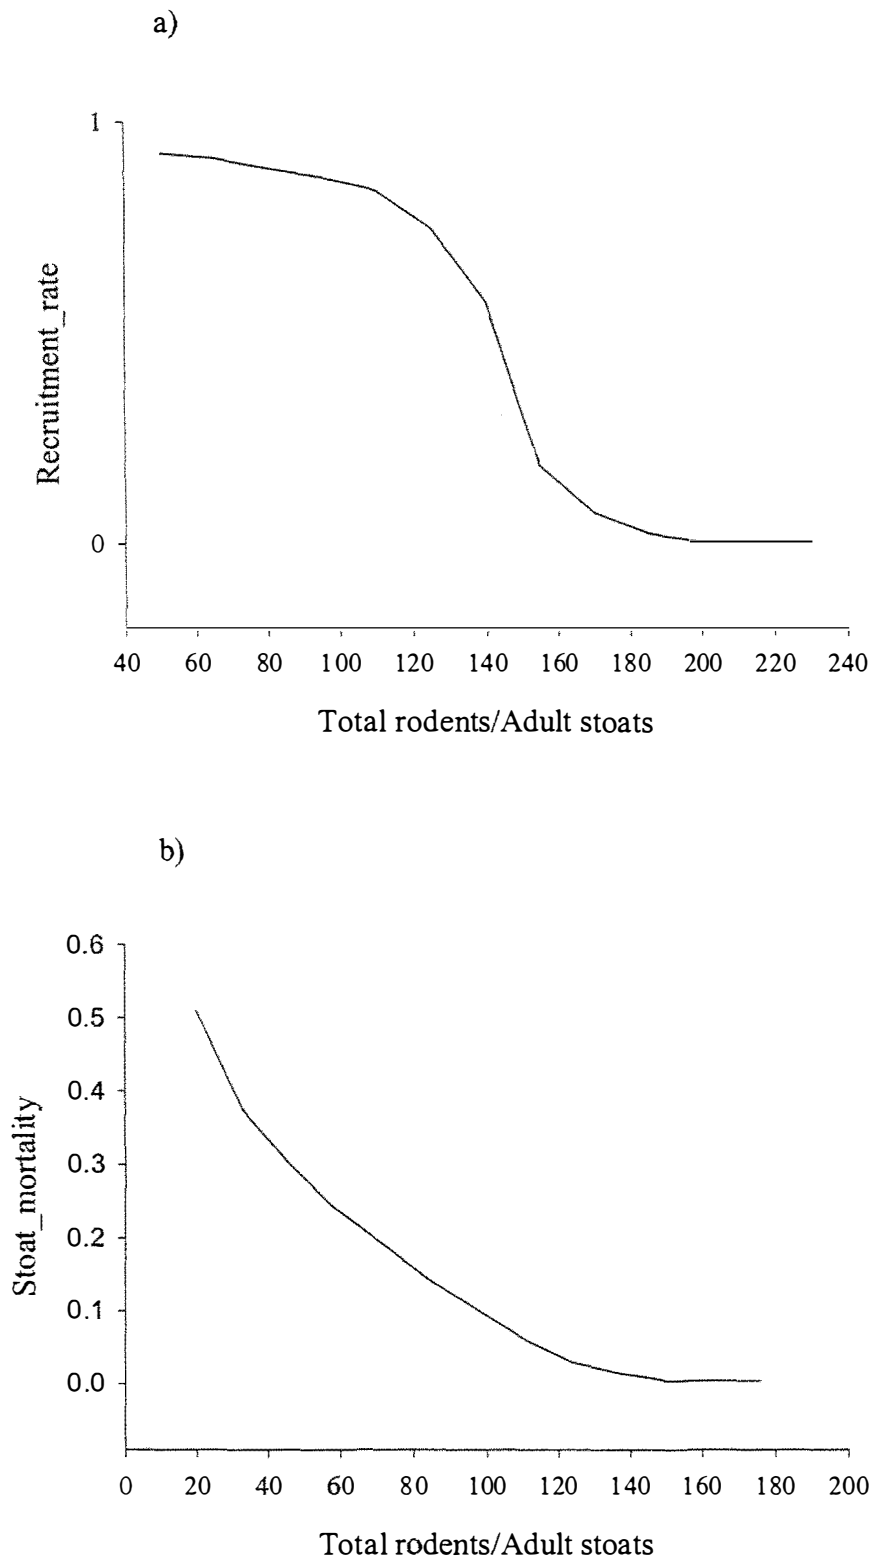 a)
1
Recruitment_rate
0
40 60 80 100 120 140 160 180 200 220 240
Total rodents/Adult stoats
b)
0.6
0.5
0.4
Stoat_mortality
0.3
0.2
0.1
0.0
0 20 40 60 80 100 120 140 160 180 200
Total rodents/Adult stoats